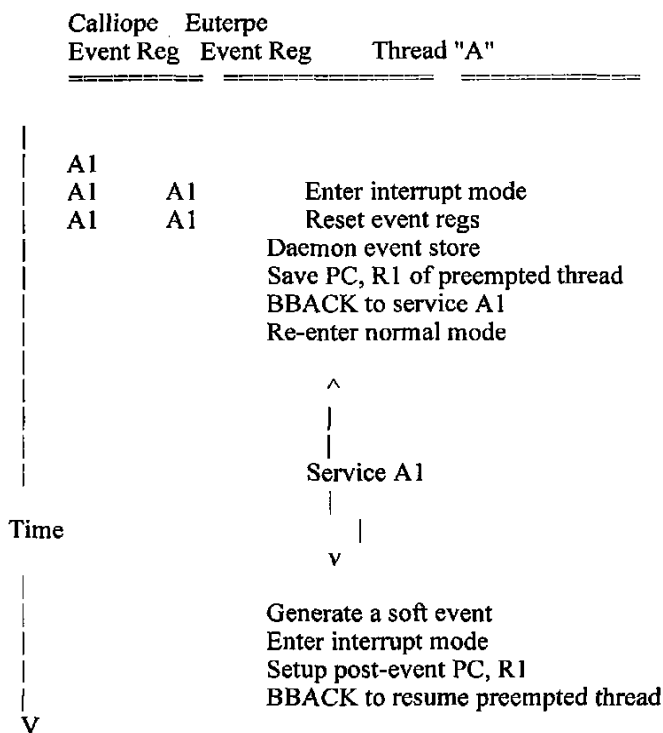 Calliope Euterpe
Event Reg Event Reg Thread "A"
========= ============== ============
|
| A1
| A1 A1 Enter interrupt mode
| A1 A1 Reset event regs
| Daemon event store
| Save PC, R1 of preempted thread
| BBACK to service A1
| Re-enter normal mode
|
| ^
| |
| |
| Service A1
|
Time |
v
|
| Generate a soft event
| Enter interrupt mode
| Setup post-event PC, R1
| BBACK to resume preempted thread
V